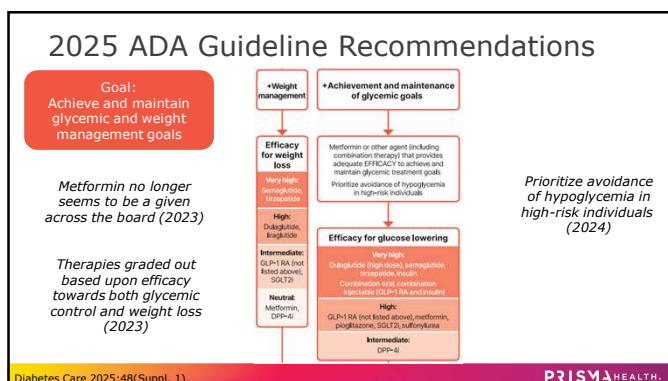 2025 ADA Guideline Recommendations
Goal:
Achieve and maintain
glycemic and weight
management goals
Metformin no longer
seems to be a given
across the board (2023)
Therapies graded out
based upon efficacy
towards both glycemic
control and weight loss
(2023)
+Weight
management
Efficacy
for weight
loss
Very high:
Semaglutide,
tirzepatide
High:
Dulaglutide,
liraglutide
Intermediate:
GLP-1 RA (not
listed above),
SGLT2i
Neutral:
Metformin,
DPP-4i
+Achievement and maintenance
of glycemic goals
Metformin or other agent (including
combination therapy) that provides
adequate EFFICACY to achieve and
maintain glycemic treatment goals
Prioritize avoidance of hypoglycemia
in high-risk individuals
Efficacy for glucose lowering
Very high:
Dulaglutide (high dose), semaglutide,
tirzepatide, insulin
Combination oral, combination
injectable (GLP-1 RA and insulin)
High:
GLP-1 RA (not listed above), metformin,
pioglitazone, SGLT2i, sulfonylurea
Intermediate:
DPP-4i
Prioritize avoidance
of hypoglycemia in
high-risk individuals
(2024)
Diabetes Care 2025;48(Suppl. 1).
PRISMA HEALTH.